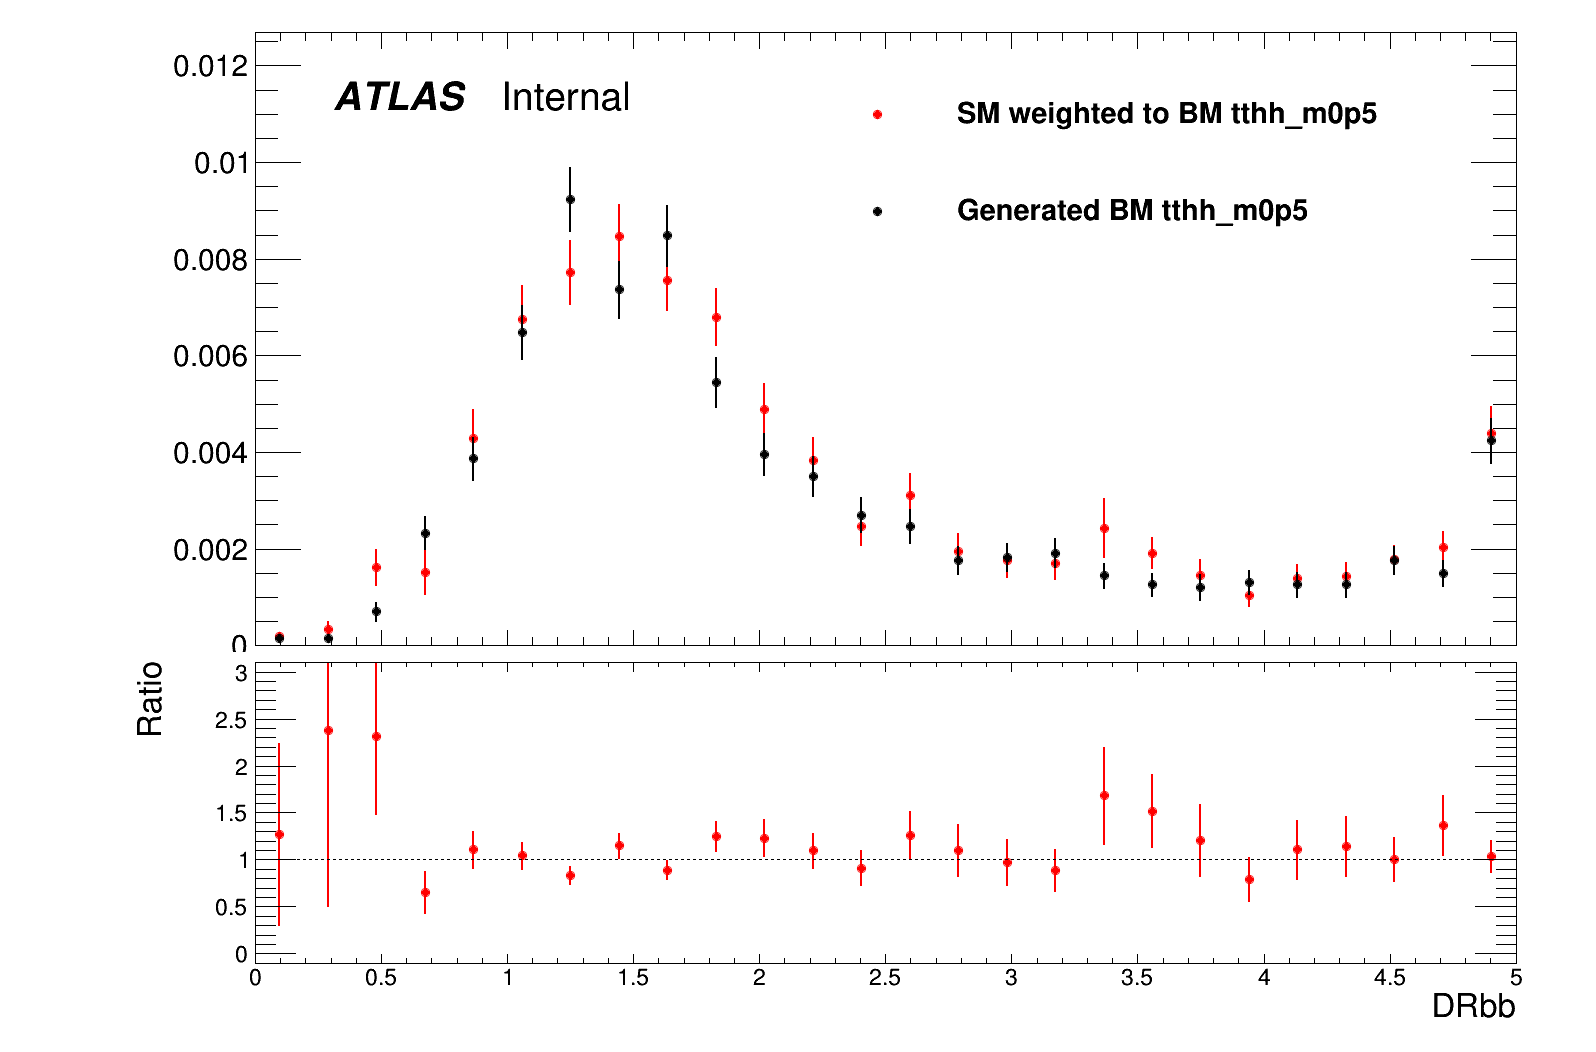 0.012
ATLAS Internal
SM weighted to BM tthh_m0p5
0.01
Generated BM tthh_m0p5
0.008
0.006
0.004
0.002
0
Ratio
3
2.5
2
1.5
1
0.5
0
0 0.5 1 1.5 2 2.5 3 3.5 4 4.5 5
DRbb